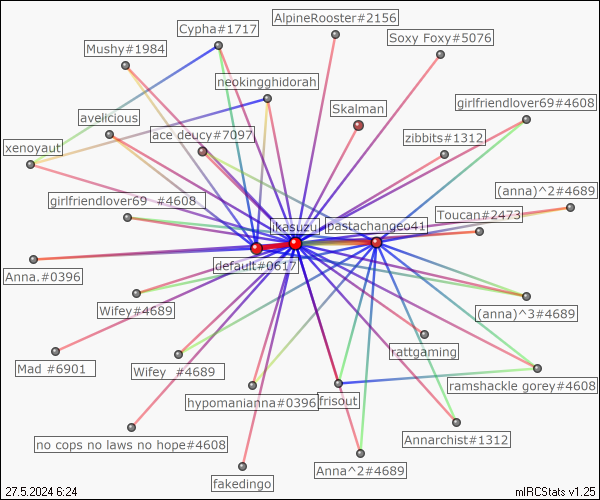 AlpineRooster#2156
Cypha#1717
Soxy Foxy#5076
Mushy#1984
neokingghidorah
girlfriendlover69#4608
Skalman
avelicious
ace deucy#7097
zibbits#1312
xenoyaut
(anna)^2#4689
girlfriendlover69 #4608
Toucan#2473
ikasuzu
pastachangeo41
default#0617
Anna.#0396
Wifey#4689
(anna)^3#4689
rattgaming
Mad #6901
Wifey #4689
ramshackle gorey#4608
hypomanianna#0396
frisout
Annarchist#1312
no cops no laws no hope#4608
Anna^2#4689
fakedingo
27.5.2024 6:24
mIRCStats v1.25